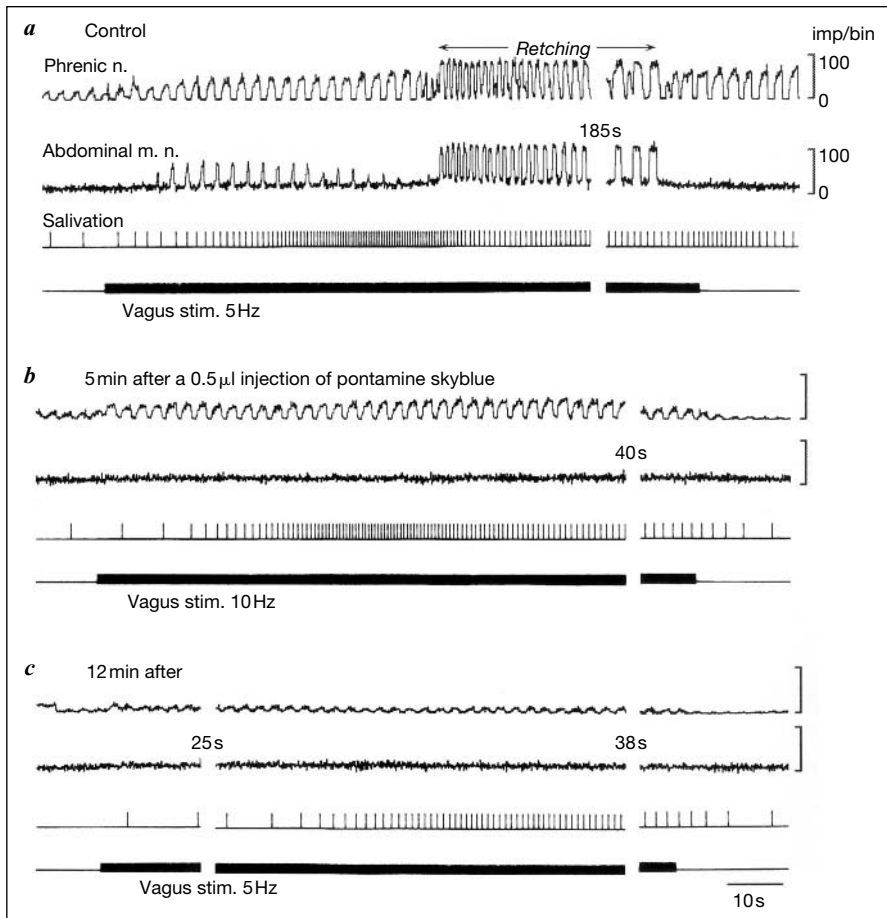 a Control
imp/bin
Retching
Phrenic n.
100
0
185s
Abdominal m. n.
100
0
Salivation
Vagus stim. 5Hz
b 5min after a 0.5μl injection of pontamine skyblue
40s
Vagus stim. 10Hz
c 12min after
25s 38s
Vagus stim. 5Hz
10s